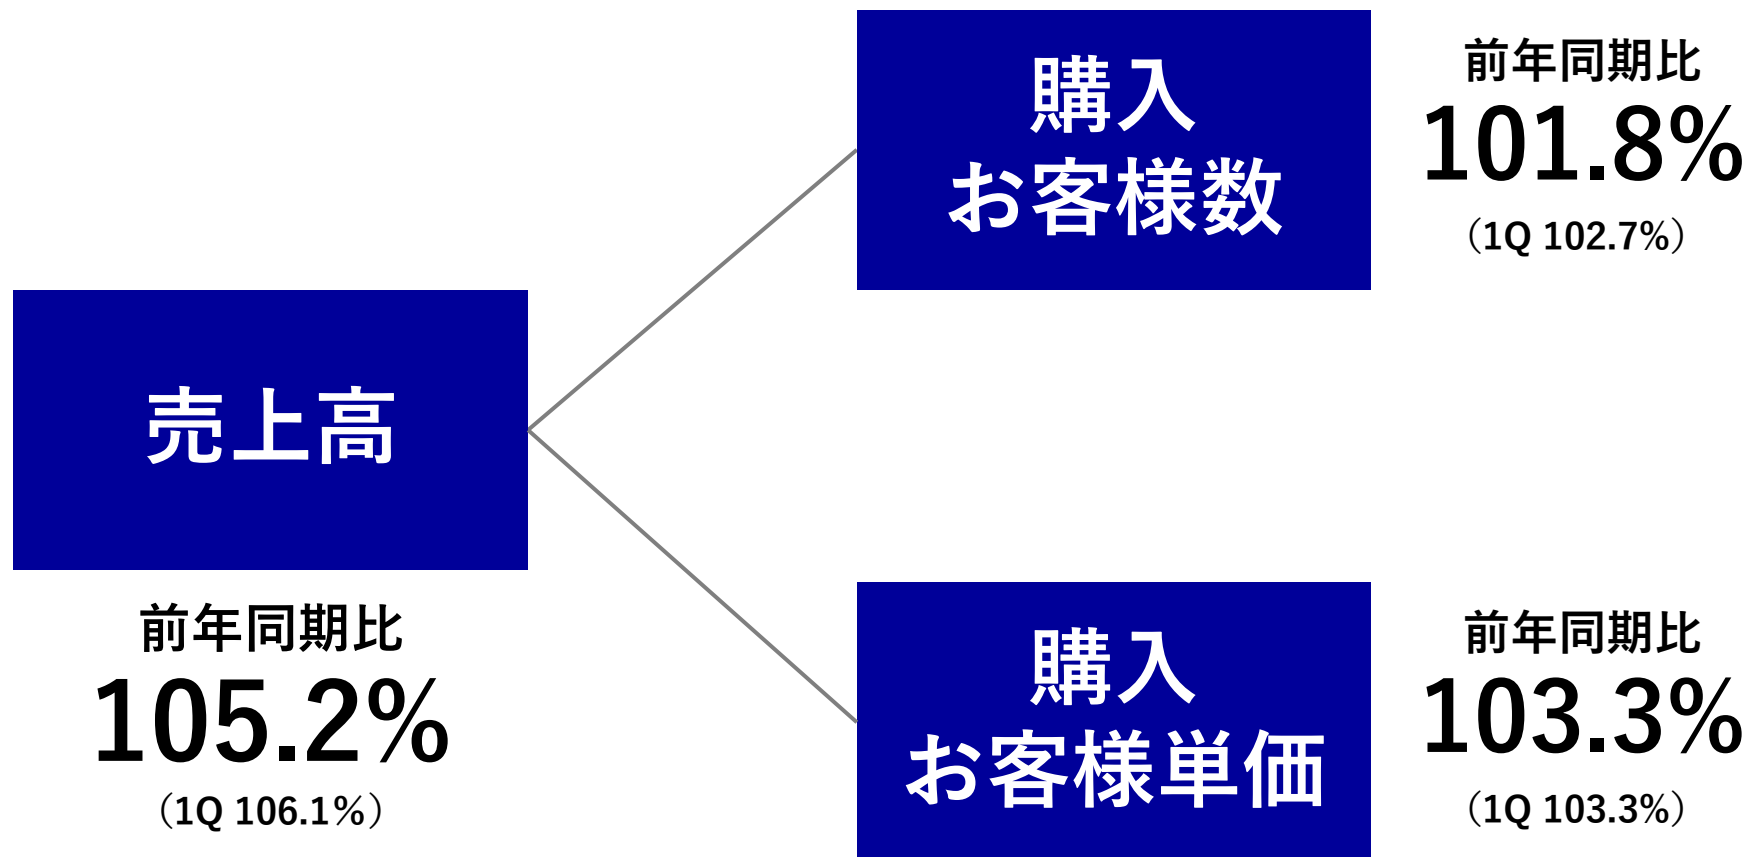 売上高
前年同期比
105.2%
（1Q 106.1%）
購入
お客様数
前年同期比
101.8%
（1Q 102.7%）
購入
お客様単価
前年同期比
103.3%
（1Q 103.3%）